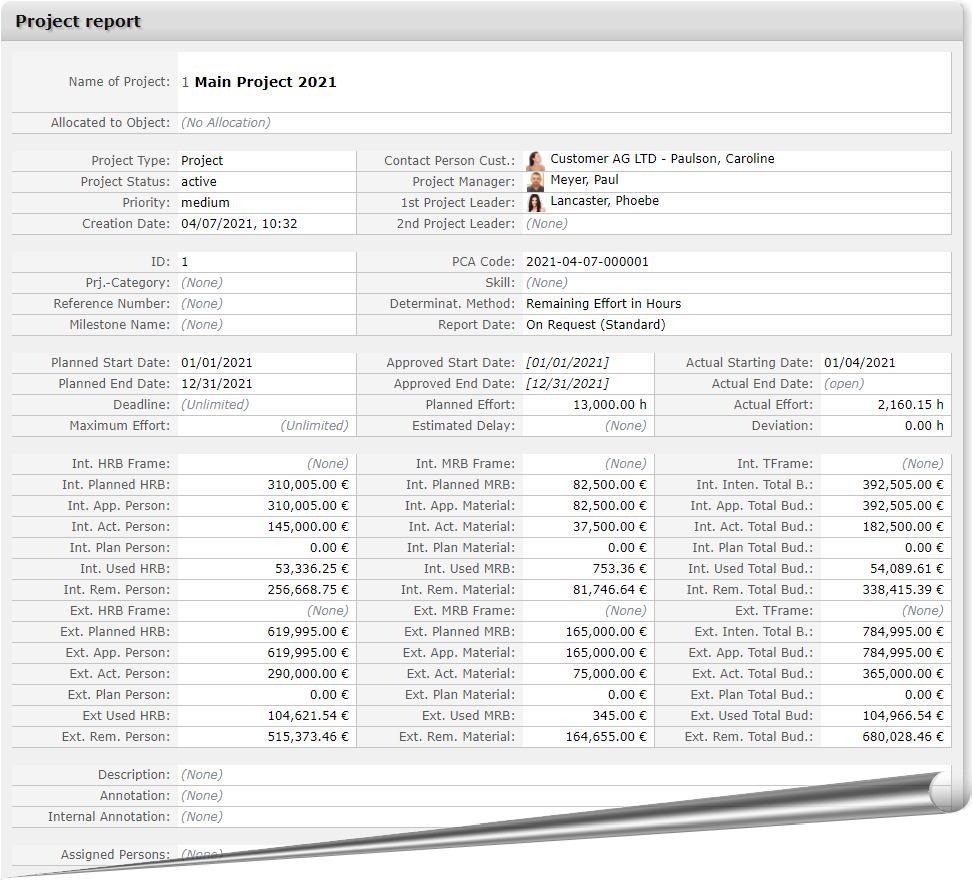 Project report
Name of Project: 1 Main Project 2021
Allocated to Object: (No Allocation)
Project Type: Project Contact Person Cust.: Customer AG LTD - Paulson, Caroline
Project Status: active Project Manager: Meyer, Paul
Priority: medium 1st Project Leader: Lancaster, Phoebe
Creation Date: 04/07/2021, 10:32 2nd Project Leader: (None)
ID: 1 PCA Code: 2021-04-07-000001
Prj.-Category: (None) Skill: (None)
Reference Number: (None) Determinat. Method: Remaining Effort in Hours
Milestone Name: (None) Report Date: On Request (Standard)
Planned Start Date: 01/01/2021 Approved Start Date: [01/01/2021] Actual Starting Date: 01/04/2021
Planned End Date: 12/31/2021 Approved End Date: [12/31/2021] Actual End Date: (open)
Deadline: (Unlimited) Planned Effort: 13,000.00 h Actual Effort: 2,160.15 h
Maximum Effort: (Unlimited) Estimated Delay: (None) Deviation: 0.00 h
Int. HRB Frame: (None) Int. MRB Frame: (None) Int. TFrame: (None)
Int. Planned HRB: 310,005.00 € Int. Planned MRB: 82,500.00 € Int. Inten. Total B.: 392,505.00 €
Int. App. Person: 310,005.00 € Int. App. Material: 82,500.00 € Int. App. Total Bud.: 392,505.00 €
Int. Act. Person: 145,000.00 € Int. Act. Material: 37,500.00 € Int. Act. Total Bud.: 182,500.00 €
Int. Plan Person: 0.00 € Int. Plan Material: 0.00 € Int. Plan Total Bud.: 0.00 €
Int. Used HRB: 53,336.25 € Int. Used MRB: 753.36 € Int. Used Total Bud.: 54,089.61 €
Int. Rem. Person: 256,668.75 € Int. Rem. Material: 81,746.64 € Int. Rem. Total Bud.: 338,415.39 €
Ext. HRB Frame: (None) Ext. MRB Frame: (None) Ext. TFrame: (None)
Ext. Planned HRB: 619,995.00 € Ext. Planned MRB: 165,000.00 € Ext. Inten. Total B.: 784,995.00 €
Ext. App. Person: 619,995.00 € Ext. App. Material: 165,000.00 € Ext. App. Total Bud.: 784,995.00 €
Ext. Act. Person: 290,000.00 € Ext. Act. Material: 75,000.00 € Ext. Act. Total Bud.: 365,000.00 €
Ext. Plan Person: 0.00 € Ext. Plan Material: 0.00 € Ext. Plan Total Bud.: 0.00 €
Ext Used HRB: 104,621.54 € Ext. Used MRB: 345.00 € Ext. Used Total Bud: 104,966.54 €
Ext. Rem. Person: 515,373.46 € Ext. Rem. Material: 164,655.00 € Ext. Rem. Total Bud.: 680,028.46 €
Description: (None)
Annotation: (None)
Internal Annotation: (None)
Assigned Persons: (None)